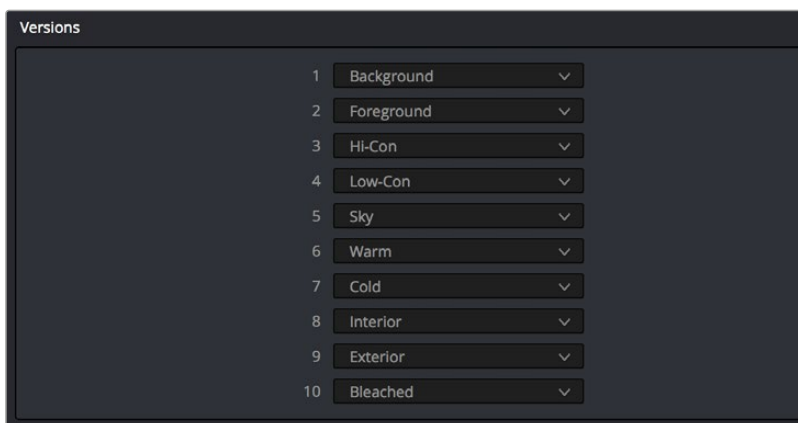 Versions
1 Background
2 Foreground
3 Hi-Con
4 Low-Con
5 Sky
6 Warm
7 Cold
8 Interior
9 Exterior
10 Bleached